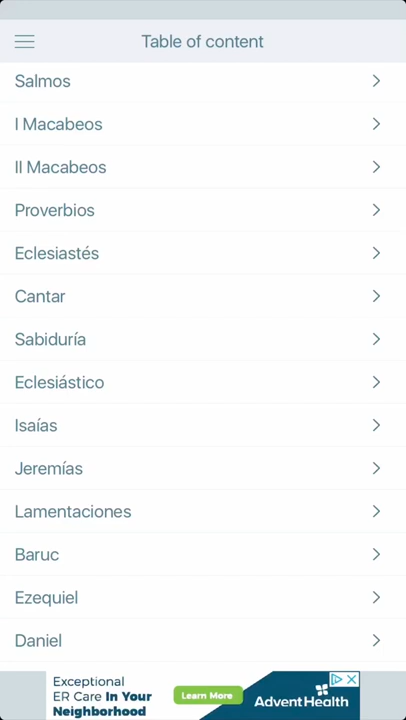 Table of content
Salmos
I Macabeos
II Macabeos
Proverbios
Eclesiastés
Cantar
Sabiduría
Eclesiástico
Isaías
Jeremías
Lamentaciones
Baruc
Ezequiel
Daniel
Exceptional
ER Care In Your
Neighborhood
Learn More
AdventHealth